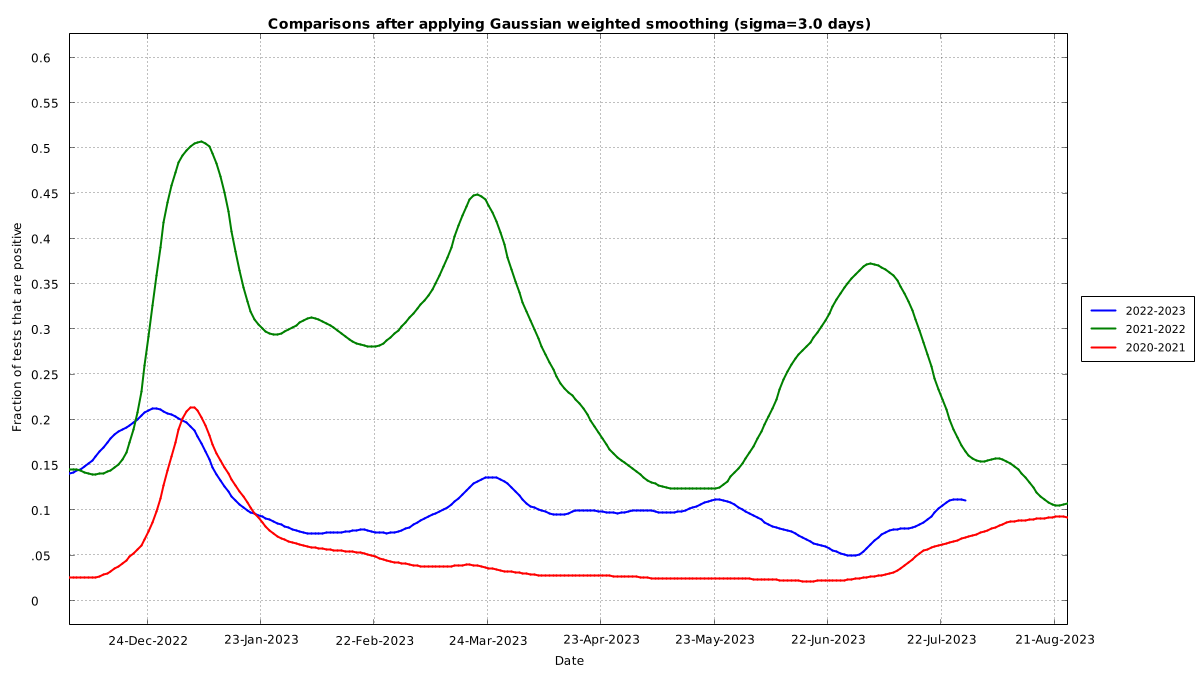 Comparisons after applying Gaussian weighted smoothing (sigma=3.0 days)
0.6
0.55
0.5
0.45
0.4
0.35
0.3
0.25
0.2
0.15
0.1
.05
0
Fraction of tests that are positive
24-Dec-2022
23-Jan-2023
22-Feb-2023
24-Mar-2023
23-Apr-2023
23-May-2023
22-Jun-2023
22-Jul-2023
21-Aug-2023
Date
2022-2023
2021-2022
2020-2021